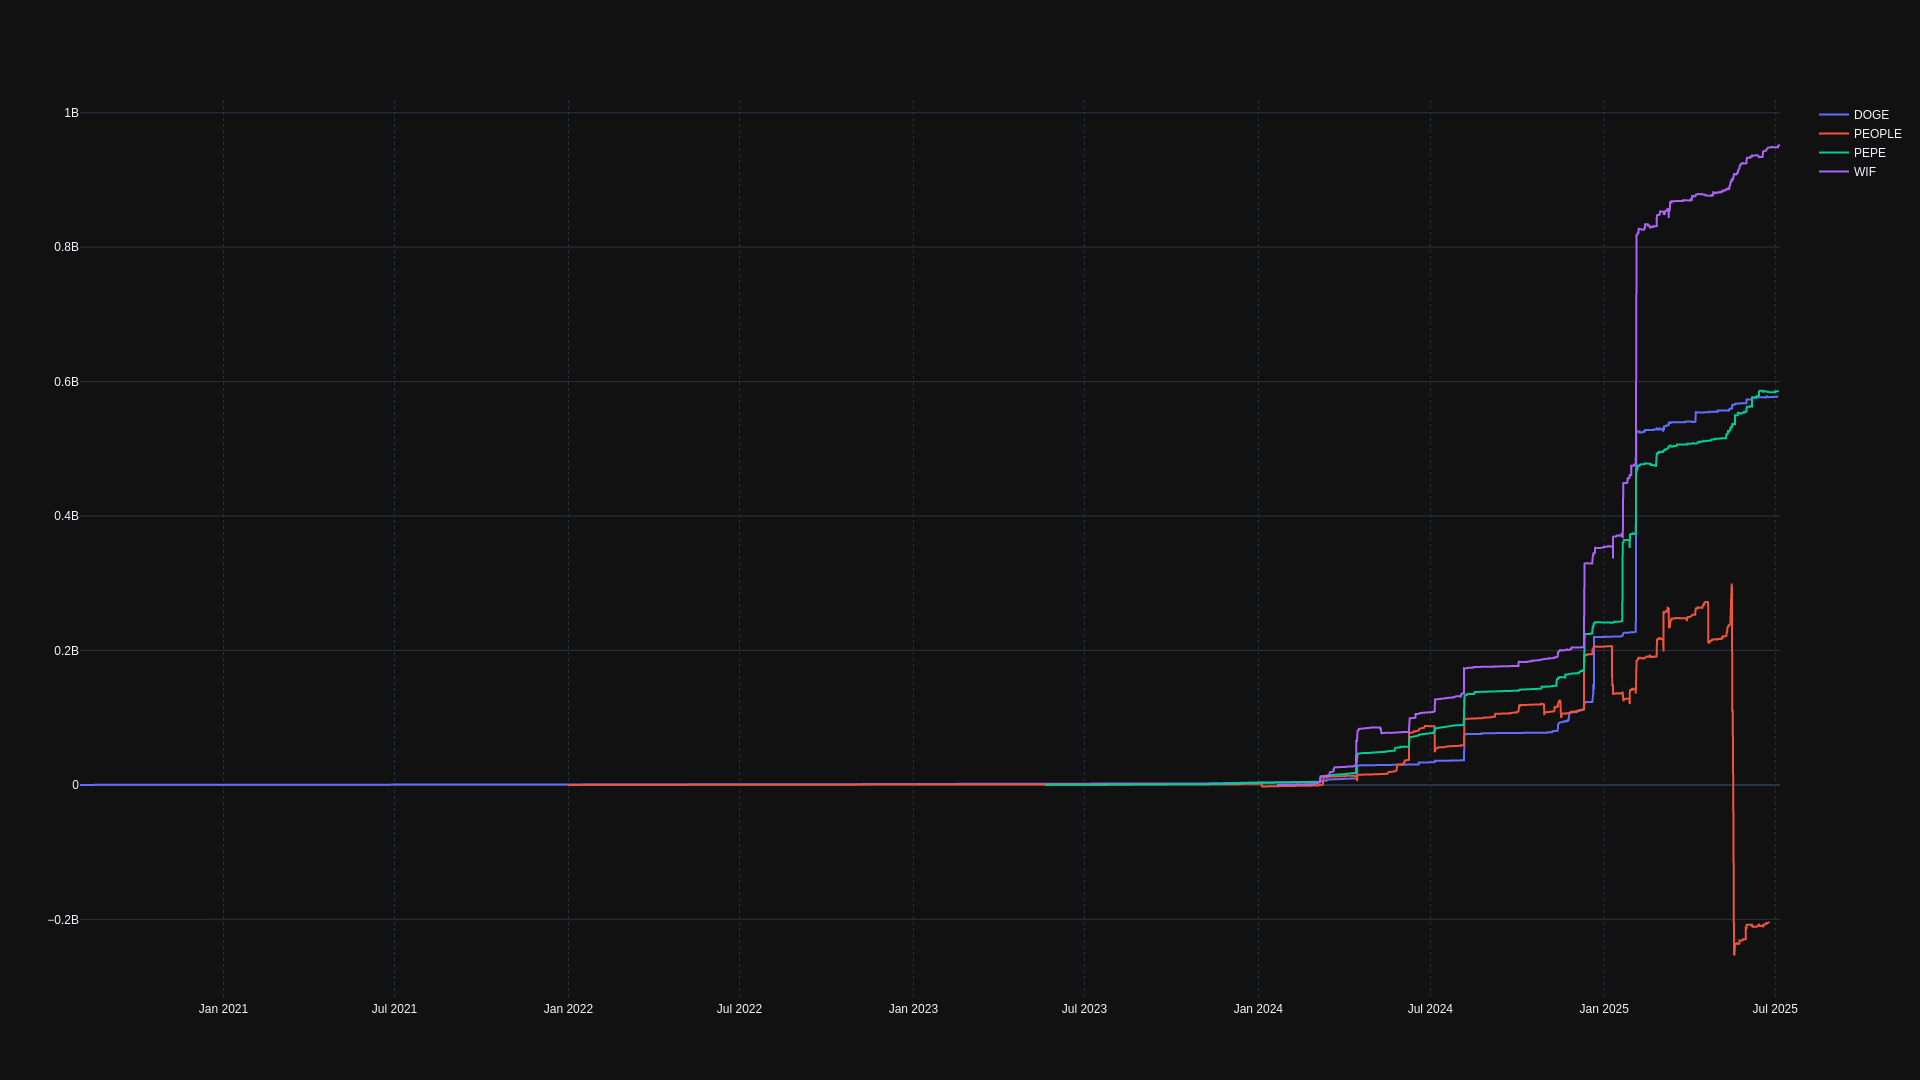 1B
0.8B
0.6B
0.4B
0.2B
0
−0.2B
Jan 2021
Jul 2021
Jan 2022
Jul 2022
Jan 2023
Jul 2023
Jan 2024
Jul 2024
Jan 2025
Jul 2025
DOGE
PEOPLE
PEPE
WIF